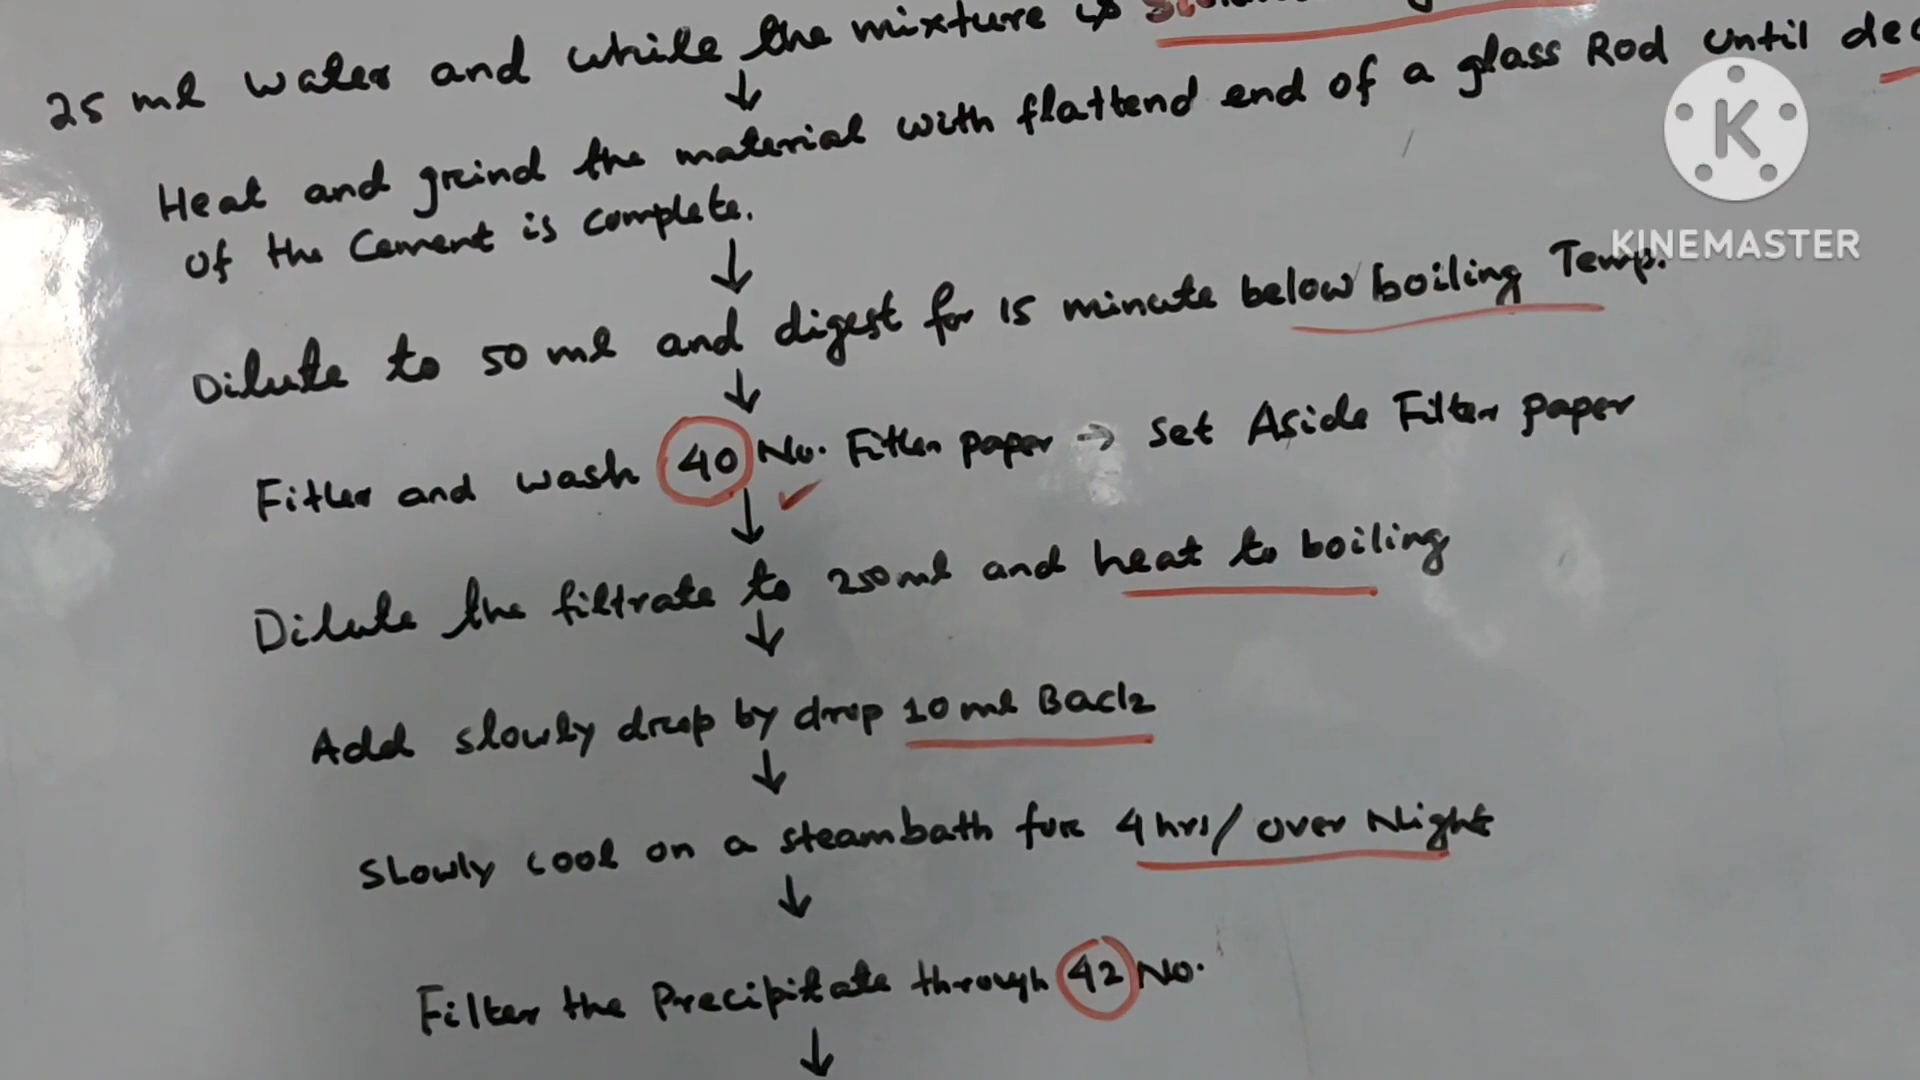 25 ml water and while the mixture is
↓
Heat and grind the material with flattend end of a glass Rod until dec
of the Cement is complete.
↓
Dilute to 50 ml and digest for 15 minute below boiling Temp.
↓
Fitler and wash 40 No. Fitler paper → Set Aside Filter paper
↓
Dilute the filtrate to 250 ml and heat to boiling
↓
Add slowly drop by drop 10 ml Bacl2
↓
Slowly cool on a steambath for 4 hrs/ over Night
↓
Filter the Precipitate through 42 No.
↓
K
KINEMASTER